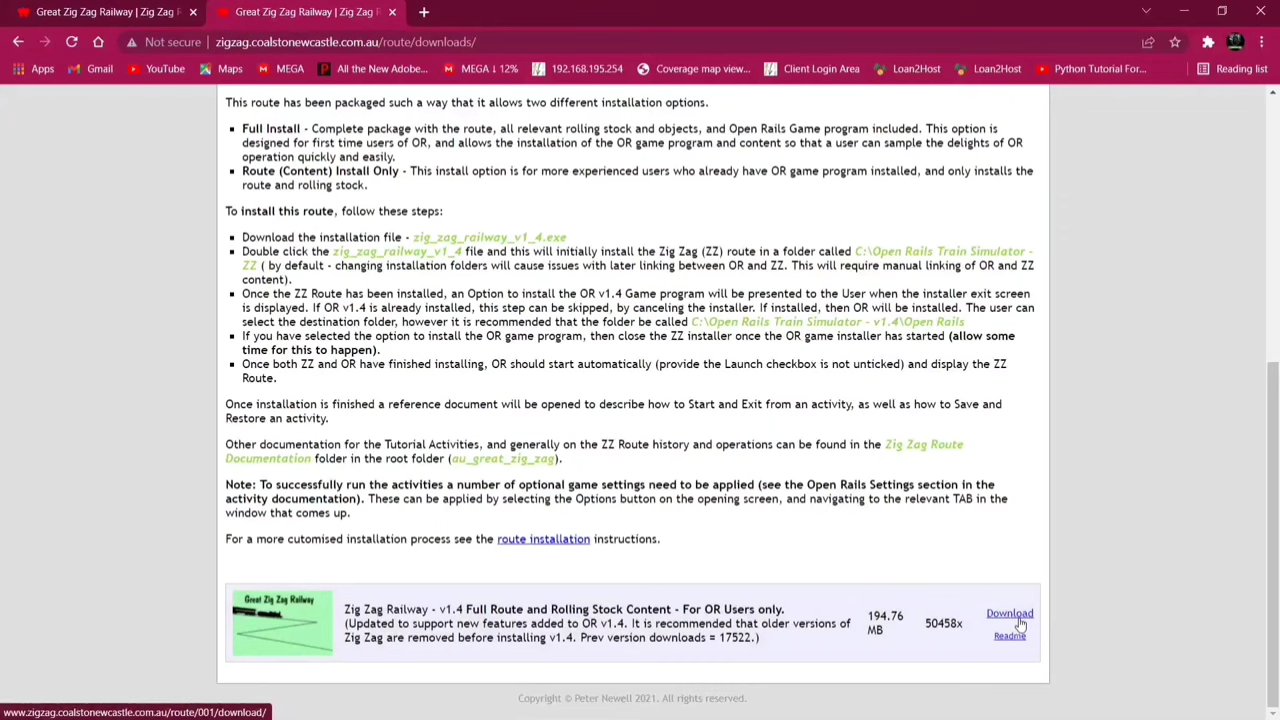 Great Zig Zag Railway | Zig Zag R
Great Zig Zag Railway | Zig Zag R
Not secure
zigzag.coalstonewcastle.com.au/route/downloads/
Apps
Gmail
YouTube
Maps
MEGA
All the New Adobe...
MEGA ↓ 12%
192.168.195.254
Coverage map view...
Client Login Area
Loan2Host
Loan2Host
Python Tutorial For...
Reading list
This route has been packaged such a way that it allows two different installation options.
Full Install - Complete package with the route, all relevant rolling stock and objects, and Open Rails Game program included. This option is
designed for first time users of OR, and allows the installation of the OR game program and content so that a user can sample the delights of OR
operation quickly and easily.
Route (Content) Install Only - This install option is for more experienced users who already have OR game program installed, and only installs the
route and rolling stock.
To install this route, follow these steps:
Download the installation file - zig_zag_railway_v1_4.exe
Double click the zig_zag_railway_v1_4 file and this will initially install the Zig Zag (ZZ) route in a folder called C:\Open Rails Train Simulator -
ZZ ( by default - changing installation folders will cause issues with later linking between OR and ZZ. This will require manual linking of OR and ZZ
content).
Once the ZZ Route has been installed, an Option to install the OR v1.4 Game program will be presented to the User when the installer exit screen
is displayed. If OR v1.4 is already installed, this step can be skipped, by canceling the installer. If installed, then OR will be installed. The user can
select the destination folder, however it is recommended that the folder be called C:\Open Rails Train Simulator - v1.4\Open Rails
If you have selected the option to install the OR game program, then close the ZZ installer once the OR game installer has started (allow some
time for this to happen).
Once both ZZ and OR have finished installing, OR should start automatically (provide the Launch checkbox is not unticked) and display the ZZ
Route.
Once installation is finished a reference document will be opened to describe how to Start and Exit from an activity, as well as how to Save and
Restore an activity.
Other documentation for the Tutorial Activities, and generally on the ZZ Route history and operations can be found in the Zig Zag Route
Documentation folder in the root folder (au_great_zig_zag).
Note: To successfully run the activities a number of optional game settings need to be applied (see the Open Rails Settings section in the
activity documentation). These can be applied by selecting the Options button on the opening screen, and navigating to the relevant TAB in the
window that comes up.
For a more cutomised installation process see the route installation instructions.
Great Zig Zag Railway
Zig Zag Railway - v1.4 Full Route and Rolling Stock Content - For OR Users only.
(Updated to support new features added to OR v1.4. It is recommended that older versions of
Zig Zag are removed before installing v1.4. Prev version downloads = 17522.)
194.76
MB
50458x
Download
Readme
Copyright © Peter Newell 2021. All rights reserved.
www.zigzag.coalstonewcastle.com.au/route/001/download/